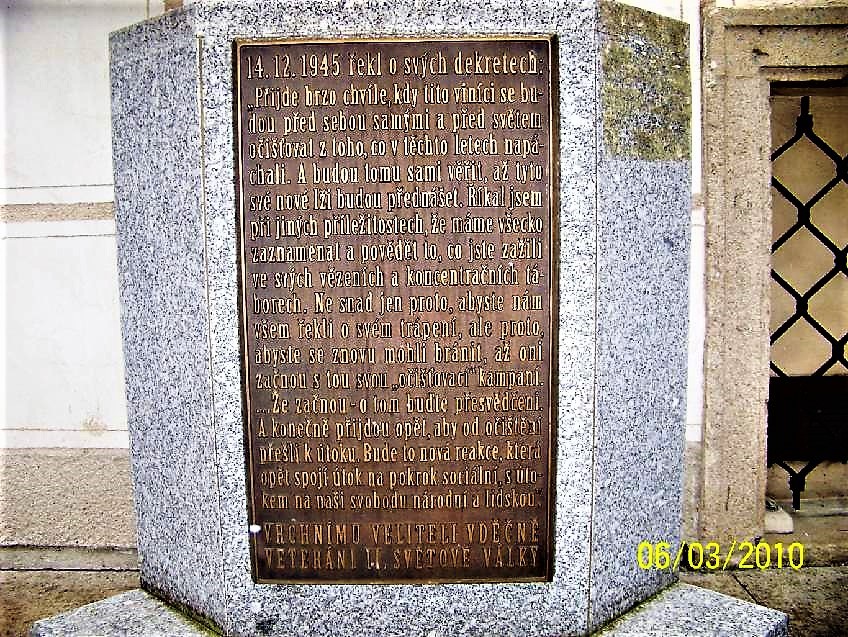 14. 12. 1945 řekl o svých dekretech:
„Přijde brzo chvíle, kdy tito viníci se bu-
dou před sebou samými a před světem
očišťovat z toho, co v těchto letech napá-
chali. A budou tomu sami věřit, až tyto
své nové lži budou přednášet. Říkal jsem
při jiných příležitostech, že máme všecko
zaznamenat a povědět to, co jste zažili
ve svých vězeních a koncentračních tá-
borech. Ne snad jen proto, abyste nám
všem řekli o svém trápení, ale proto,
abyste se znovu mohli bránit, až oni
začnou s tou svou „očišťovací“ kampaní.
...Že začnou - o tom buďte přesvědčeni.
A konečně přijdou opět, aby od očištění
přešli k útoku. Bude to nová reakce, která
opět spojí útok na pokrok sociální, s úto-
kem na naši svobodu národní a lidskou“
VRCHNÍMU VELITELI VDĚČNĚ
VETERÁNI II. SVĚTOVÉ VÁLKY
06/03/2010